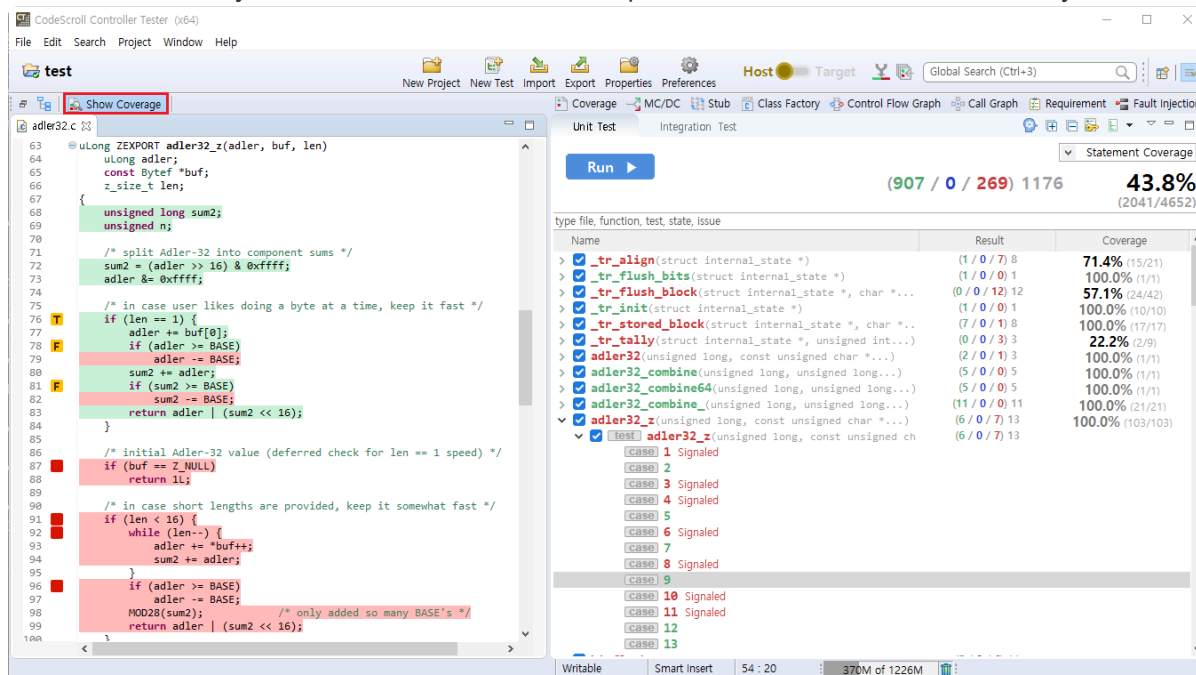 CodeScroll Controller Tester (x64)
File Edit Search Project Window Help
test
New Project New Test Import Export Properties Preferences
Host Target
Global Search (Ctrl+3)
Show Coverage
Coverage MC/DC Stub Class Factory Control Flow Graph Call Graph Requirement Fault Injection
adler32.c
63 uLong ZEXPORT adler32_z(adler, buf, len)
64 uLong adler;
65 const Bytef *buf;
66 z_size_t len;
67 {
68 unsigned long sum2;
69 unsigned n;
70
71 /* split Adler-32 into component sums */
72 sum2 = (adler >> 16) & 0xffff;
73 adler &= 0xffff;
74
75 /* in case user likes doing a byte at a time, keep it fast */
76 T if (len == 1) {
77 adler += buf[0];
78 F if (adler >= BASE)
79 adler -= BASE;
80 sum2 += adler;
81 F if (sum2 >= BASE)
82 sum2 -= BASE;
83 return adler | (sum2 << 16);
84 }
85
86 /* initial Adler-32 value (deferred check for len == 1 speed) */
87 if (buf == Z_NULL)
88 return 1L;
89
90 /* in case short lengths are provided, keep it somewhat fast */
91 if (len < 16) {
92 while (len--) {
93 adler += *buf++;
94 sum2 += adler;
95 }
96 if (adler >= BASE)
97 adler -= BASE;
98 MOD28(sum2); /* only added so many BASE's */
99 return adler | (sum2 << 16);
100 }
Unit Test Integration Test
Run
Statement Coverage
(907 / 0 / 269) 1176
43.8%
(2041/4652)
type file, function, test, state, issue
Name Result Coverage
_tr_align(struct internal_state *) (1 / 0 / 7) 8 71.4% (15/21)
_tr_flush_bits(struct internal_state *) (1 / 0 / 0) 1 100.0% (1/1)
_tr_flush_block(struct internal_state *, char *... (0 / 0 / 12) 12 57.1% (24/42)
_tr_init(struct internal_state *) (1 / 0 / 0) 1 100.0% (10/10)
_tr_stored_block(struct internal_state *, char *.. (7 / 0 / 1) 8 100.0% (17/17)
_tr_tally(struct internal_state *, unsigned int...) (0 / 0 / 3) 3 22.2% (2/9)
adler32(unsigned long, const unsigned char *...) (2 / 0 / 1) 3 100.0% (1/1)
adler32_combine(unsigned long, unsigned long...) (5 / 0 / 0) 5 100.0% (1/1)
adler32_combine64(unsigned long, unsigned long...) (5 / 0 / 0) 5 100.0% (1/1)
adler32_combine_(unsigned long, unsigned long...) (11 / 0 / 0) 11 100.0% (21/21)
adler32_z(unsigned long, const unsigned char *...) (6 / 0 / 7) 13 100.0% (103/103)
test adler32_z(unsigned long, const unsigned ch (6 / 0 / 7) 13
case 1 Signaled
case 2
case 3 Signaled
case 4 Signaled
case 5
case 6 Signaled
case 7
case 8 Signaled
case 9
case 10 Signaled
case 11 Signaled
case 12
case 13
Writable Smart Insert 54 : 20 370M of 1226M